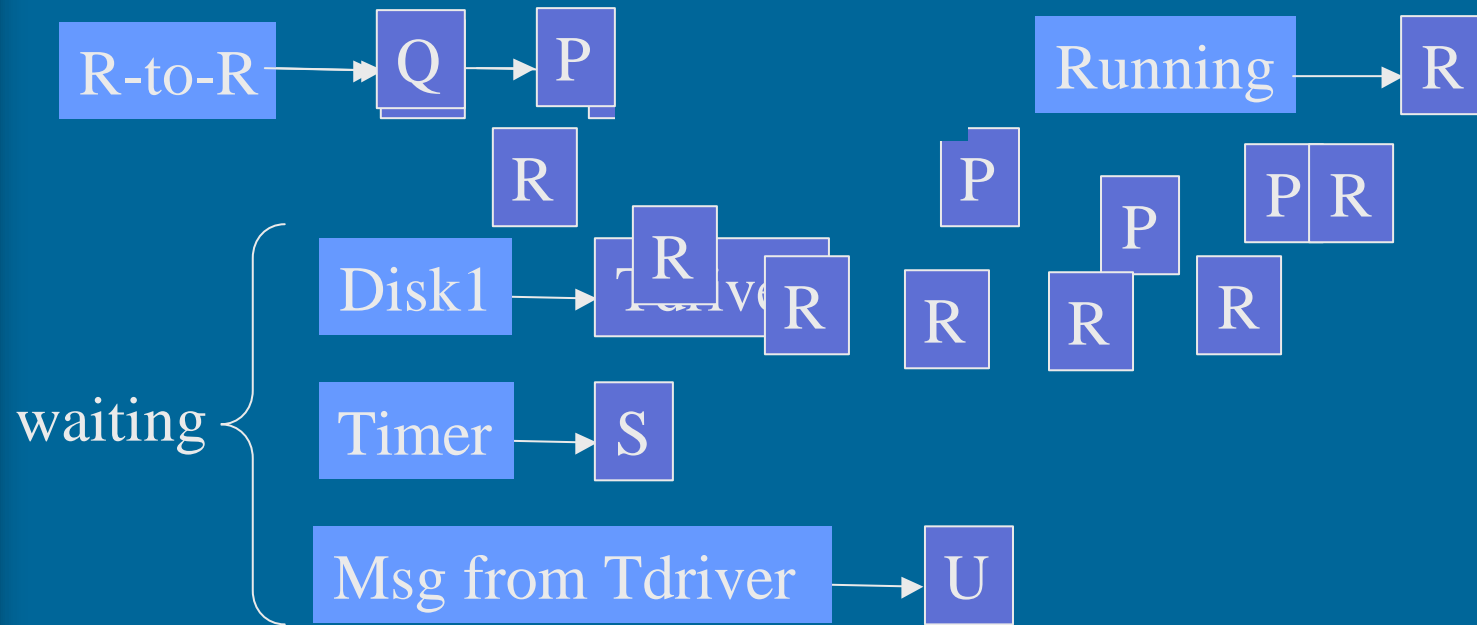 R-to-R Q P Running R
R P P P R
Disk1 R R R R R
waiting Timer S
Msg from Tdriver U